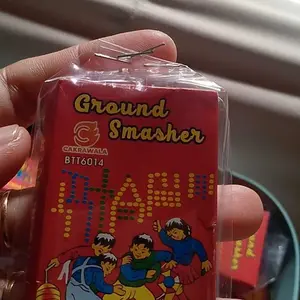 Ground
Smasher
CAKRAWALA
BTT6014